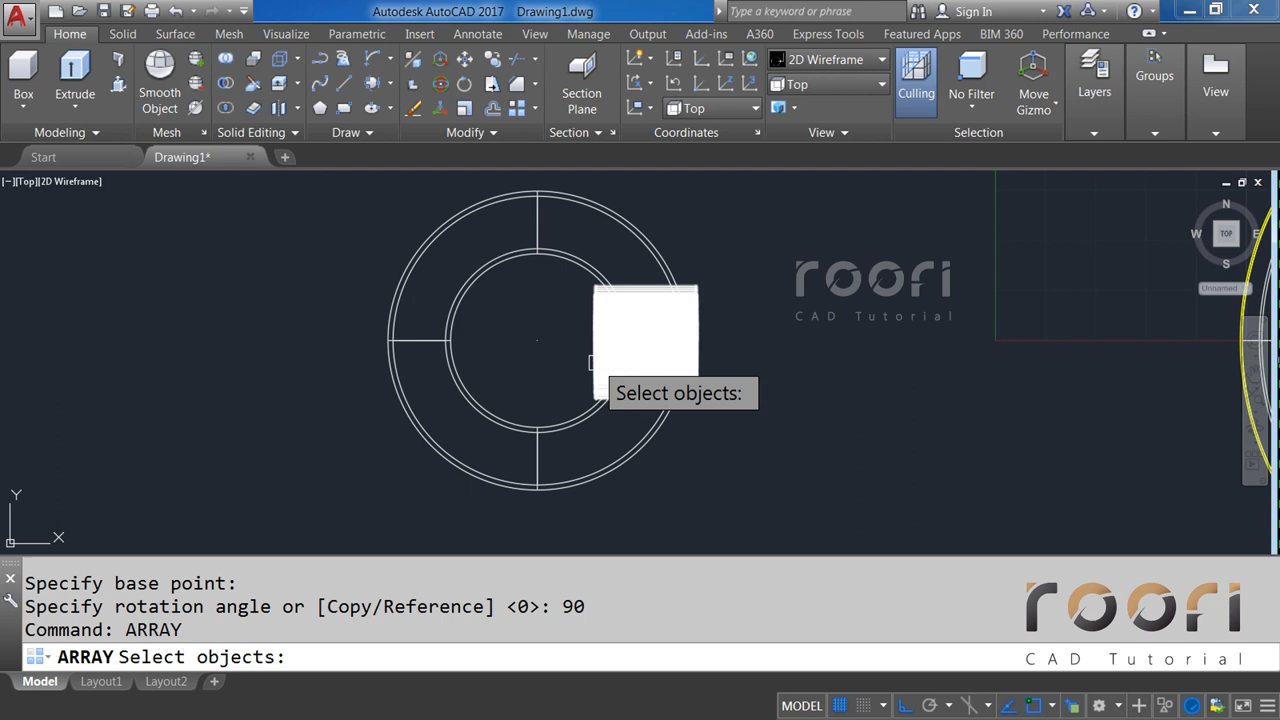 Autodesk AutoCAD 2017 Drawing1.dwg
Type a keyword or phrase
Sign In
Home Solid Surface Mesh Visualize Parametric Insert Annotate View Manage Output Add-ins A360 Express Tools Featured Apps BIM 360 Performance
Box
Extrude
Smooth
Object
Section
Plane
2D Wireframe
Top
Top
Culling
No Filter
Move
Gizmo
Layers
Groups
View
Modeling Mesh Solid Editing Draw Modify Section Coordinates View Selection
Start
Drawing1*
[−][Top][2D Wireframe]
N
W TOP E
S
Unnamed
roori
CAD Tutorial
Select objects:
Y
X
Specify base point:
Specify rotation angle or [Copy/Reference] <0>: 90
Command: ARRAY
ARRAY Select objects:
roori
CAD Tutorial
Model Layout1 Layout2 +
MODEL